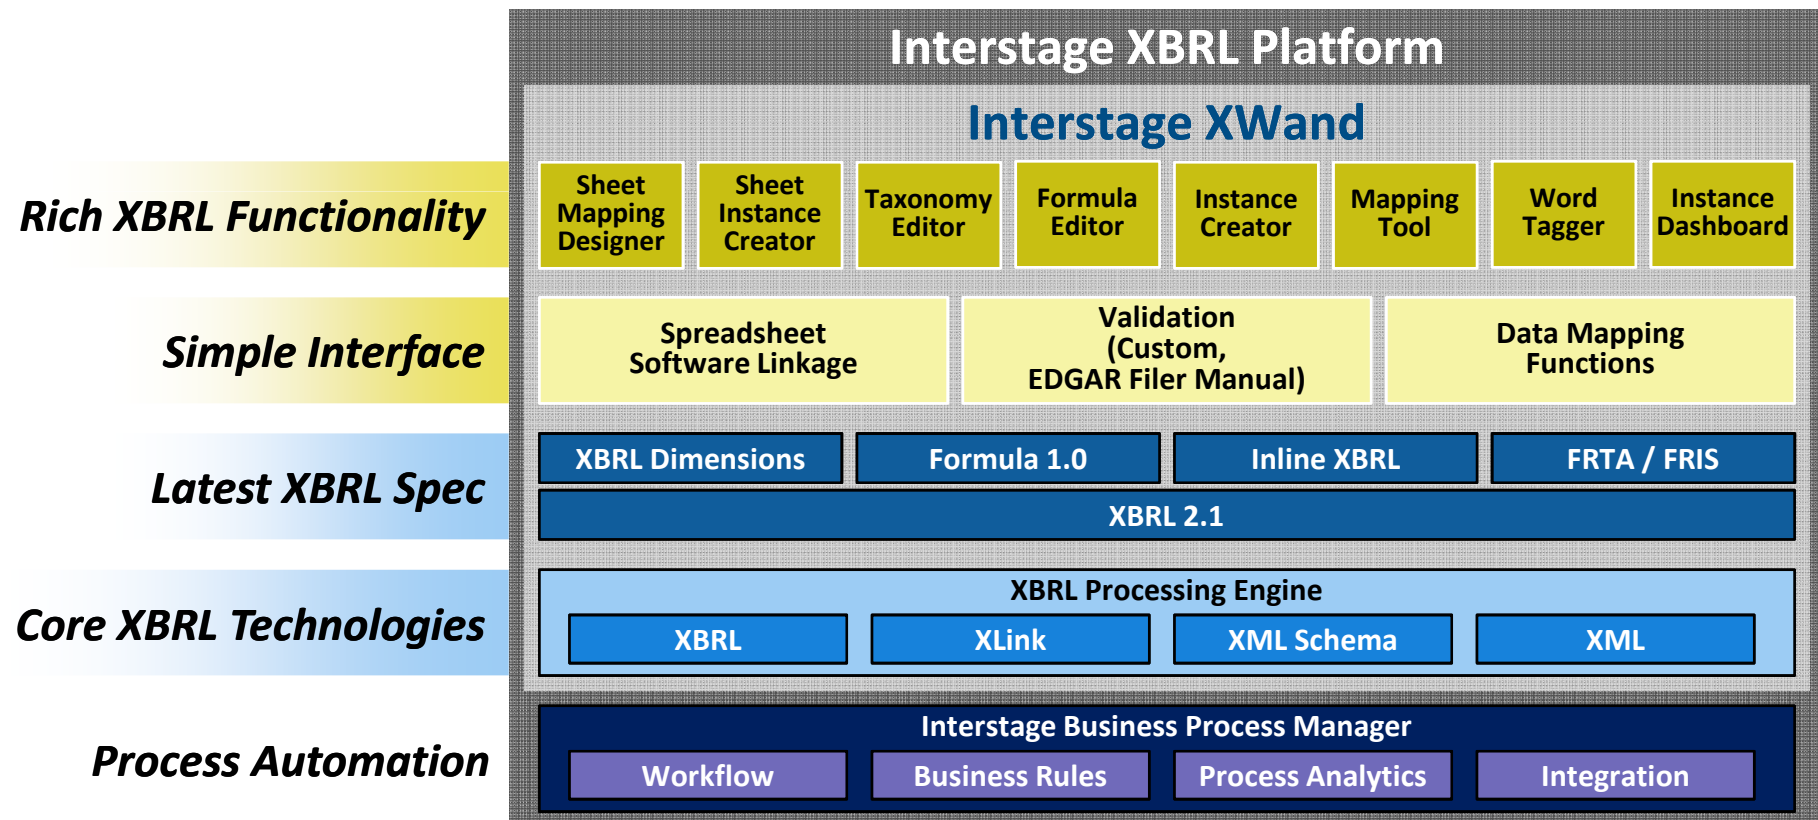 Interstage XBRL Platform
Interstage XWand
Rich XBRL Functionality
Sheet
Mapping
Designer
Sheet
Instance
Creator
Taxonomy
Editor
Formula
Editor
Instance
Creator
Mapping
Tool
Word
Tagger
Instance
Dashboard
Simple Interface
Spreadsheet
Software Linkage
Validation
(Custom,
EDGAR Filer Manual)
Data Mapping
Functions
Latest XBRL Spec
XBRL Dimensions
Formula 1.0
Inline XBRL
FRTA / FRIS
XBRL 2.1
Core XBRL Technologies
XBRL Processing Engine
XBRL
XLink
XML Schema
XML
Process Automation
Interstage Business Process Manager
Workflow
Business Rules
Process Analytics
Integration